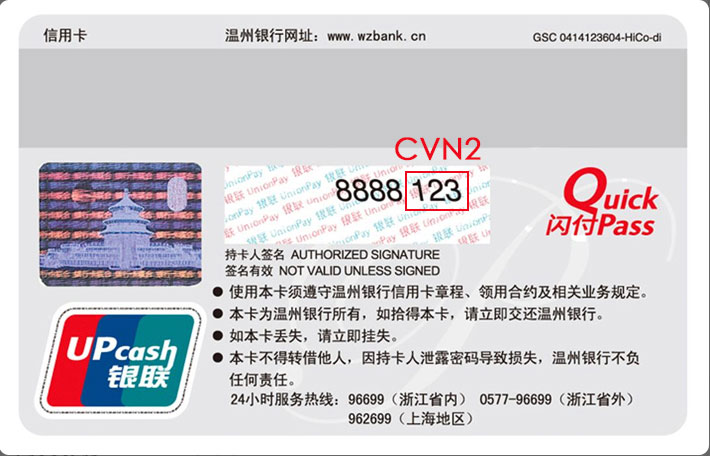 信用卡 温州银行网址：www.wzbank.cn GSC 0414123604-HiCo-di
CVN2
8888 123
银联 UnionPay
Quick
闪付Pass
持卡人签名 AUTHORIZED SIGNATURE
签名有效 NOT VALID UNLESS SIGNED
● 使用本卡须遵守温州银行信用卡章程、领用合约及相关业务规定。
● 本卡为温州银行所有，如拾得本卡，请立即交还温州银行。
● 如本卡丢失，请立即挂失。
● 本卡不得转借他人，因持卡人泄露密码导致损失，温州银行不负
任何责任。
24小时服务热线：96699（浙江省内） 0577-96699（浙江省外）
962699（上海地区）
UPcash
银联